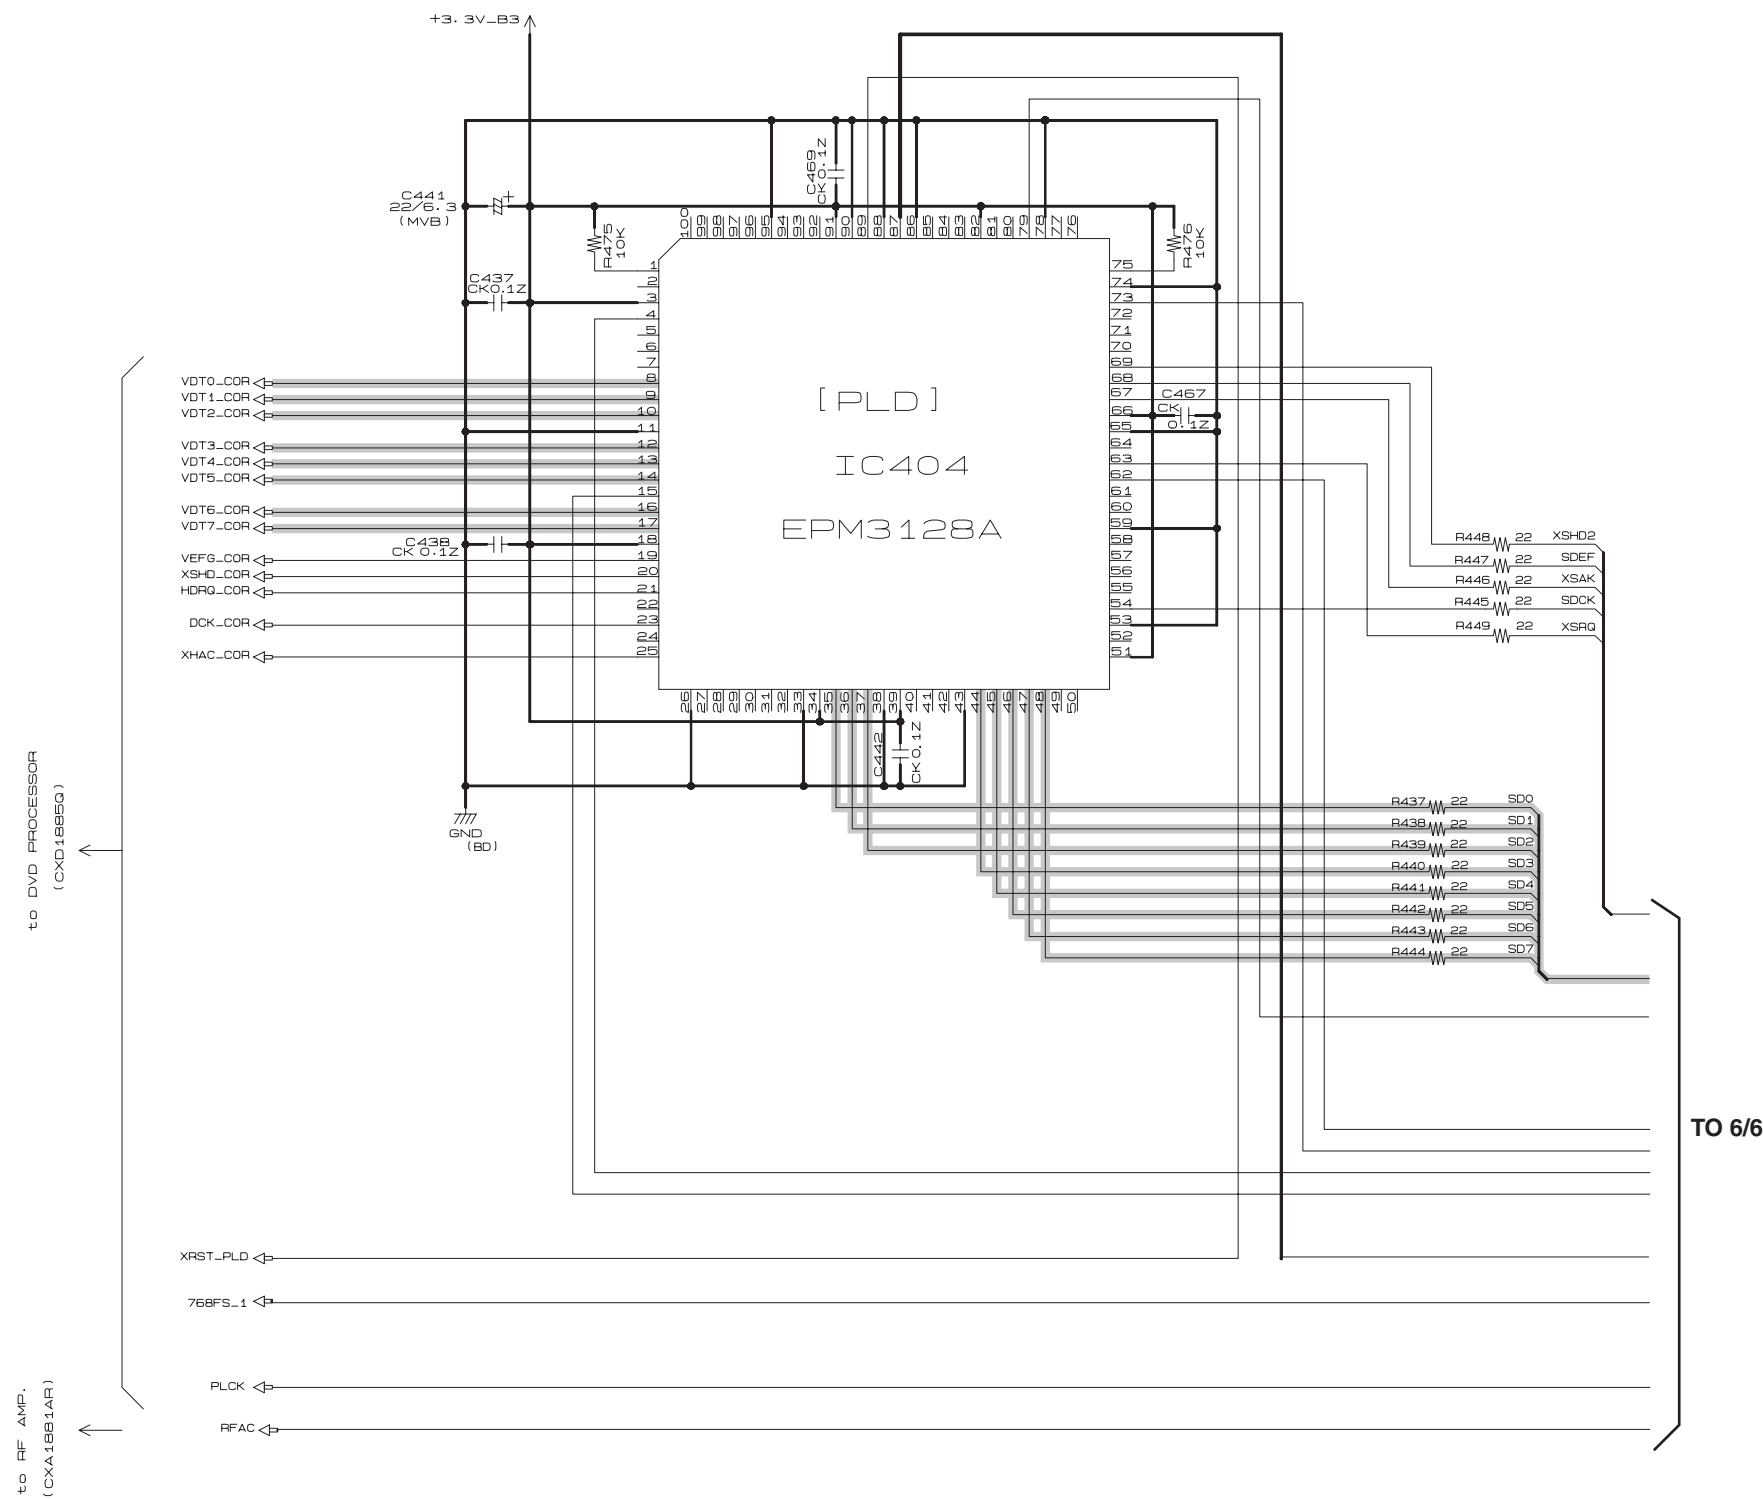 +3.3V_B3
C441
22/6.3
(MVB)
C469
CK 0.1Z
R475
10K
R476
10K
C437
CK0.1Z
100 99 98 97 96 95 94 93 92 91 90 89 88 87 86 85 84 83 82 81 80 79 78 77 76
1
2
3
4
5
6
7
8
9
10
11
12
13
14
15
16
17
18
19
20
21
22
23
24
25
75
74
73
72
71
70
69
68
67
66
65
64
63
62
61
60
59
58
57
56
55
54
53
52
51
26 27 28 29 30 31 32 33 34 35 36 37 38 39 40 41 42 43 44 45 46 47 48 49 50
[PLD]
IC404
EPM3128A
C467
CK
0.1Z
VDT0_COR
VDT1_COR
VDT2_COR
VDT3_COR
VDT4_COR
VDT5_COR
VDT6_COR
VDT7_COR
C438
CK 0.1Z
VEFG_COR
XSHD_COR
HDRQ_COR
DCK_COR
XHAC_COR
R448 22 XSHD2
R447 22 SDEF
R446 22 XSAK
R445 22 SDCK
R449 22 XSRQ
C442
CK 0.1Z
GND
(BD)
to DVD PROCESSOR
(CXD1885Q)
R437 22 SD0
R438 22 SD1
R439 22 SD2
R440 22 SD3
R441 22 SD4
R442 22 SD5
R443 22 SD6
R444 22 SD7
TO 6/6
XRST_PLD
768FS_1
PLCK
RFAC
to RF AMP.
(CXA1881AR)